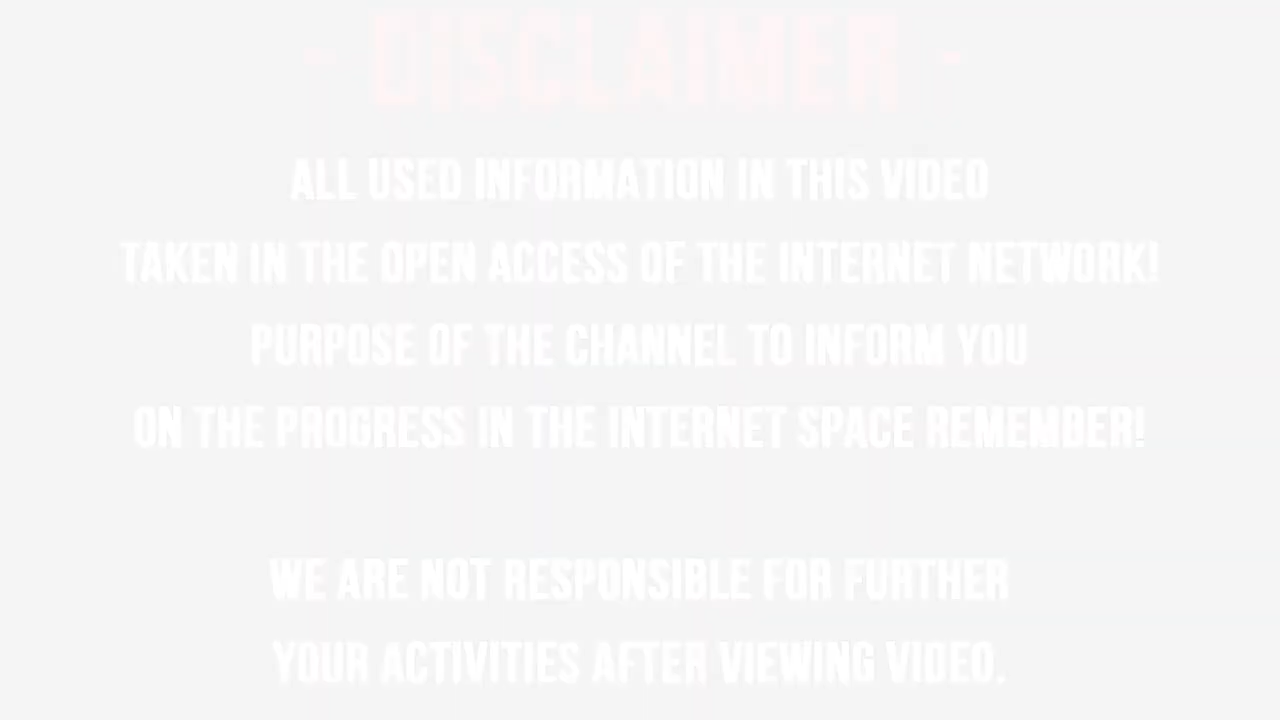 - DISCLAIMER -
ALL USED INFORMATION IN THIS VIDEO
TAKEN IN THE OPEN ACCESS OF THE INTERNET NETWORK!
PURPOSE OF THE CHANNEL TO INFORM YOU
ON THE PROGRESS IN THE INTERNET SPACE REMEMBER!
WE ARE NOT RESPONSIBLE FOR FURTHER
YOUR ACTIVITIES AFTER VIEWING VIDEO.